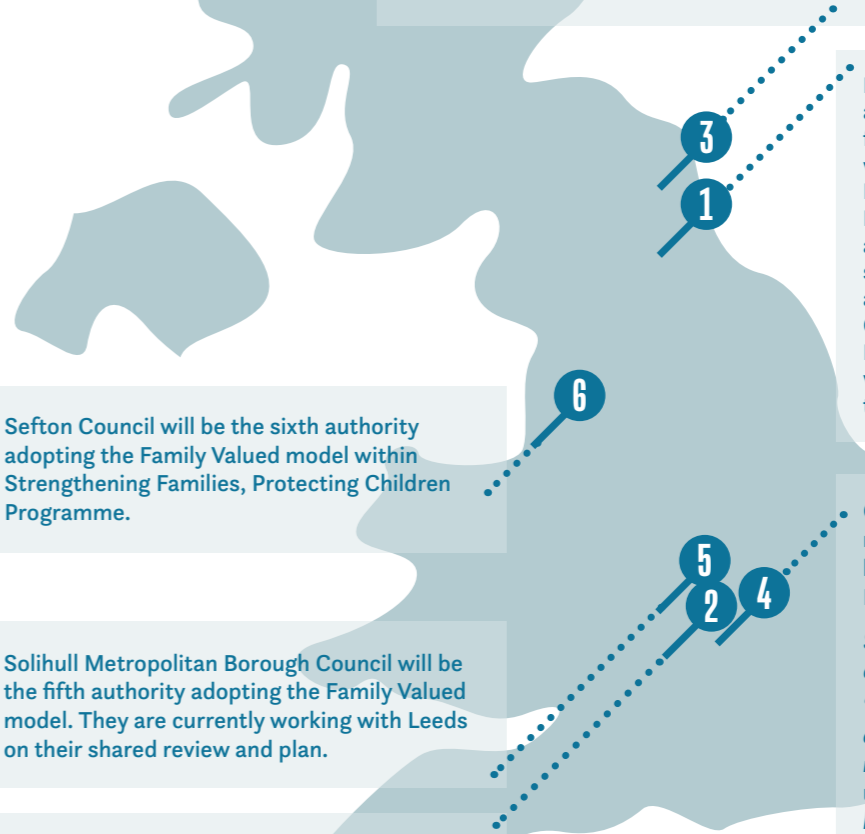 3
1
6
Sefton Council will be the sixth authority
adopting the Family Valued model within
Strengthening Families, Protecting Children
Programme.
5
2
4
Solihull Metropolitan Borough Council will be
the fifth authority adopting the Family Valued
model. They are currently working with Leeds
on their shared review and plan.